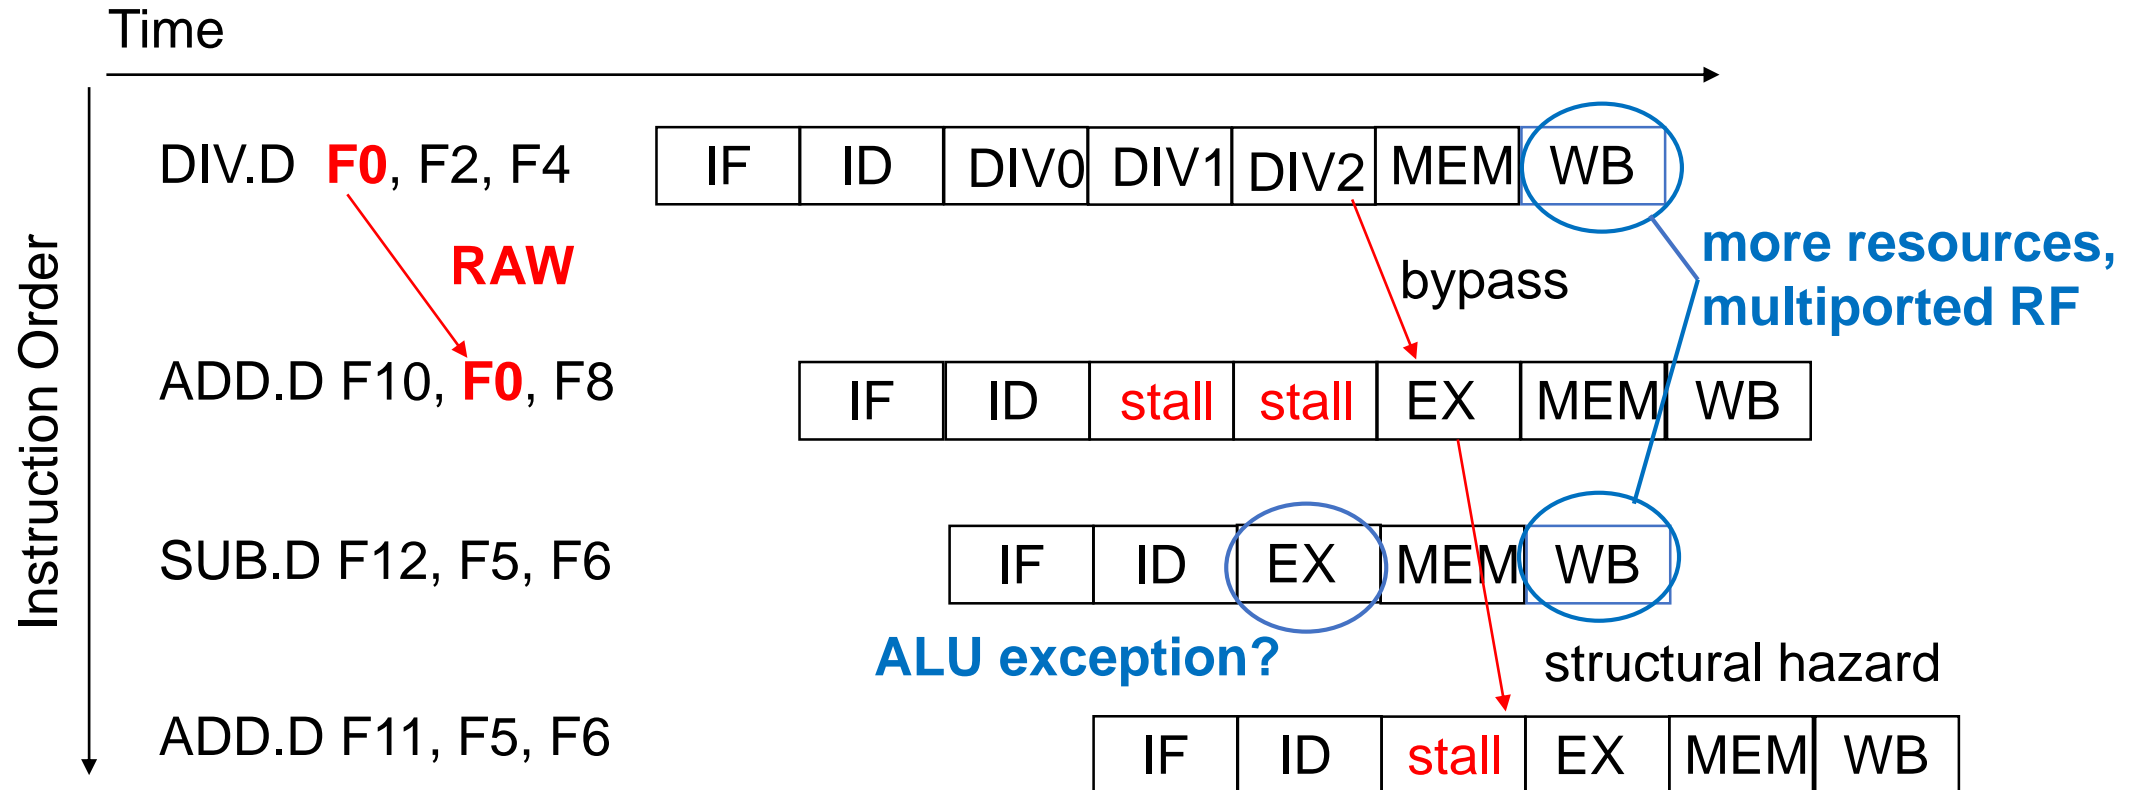 Time
DIV.D F0, F2, F4 IF ID DIV0 DIV1 DIV2 MEM WB
RAW
bypass
more resources,
multiported RF
Instruction Order
ADD.D F10, F0, F8 IF ID stall stall EX MEM WB
SUB.D F12, F5, F6 IF ID EX MEM WB
ALU exception?
structural hazard
ADD.D F11, F5, F6 IF ID stall EX MEM WB